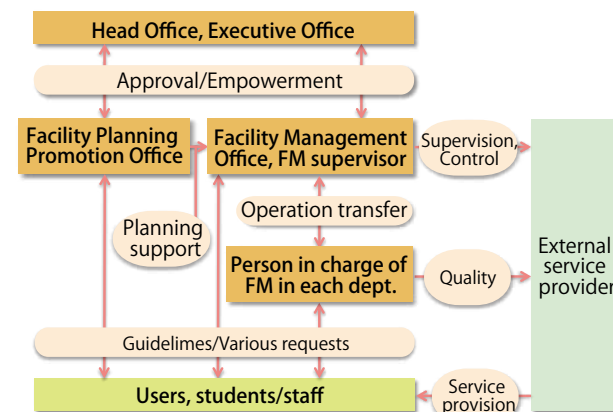 Head Office, Executive Office
Approval/Empowerment
Facility Planning
Promotion Office
Facility Management
Office, FM supervisor
Supervision,
Control
Planning
support
Operation transfer
Person in charge of
FM in each dept.
Quality
External
service
provider
Guidelimes/Various requests
Users, students/staff
Service
provision